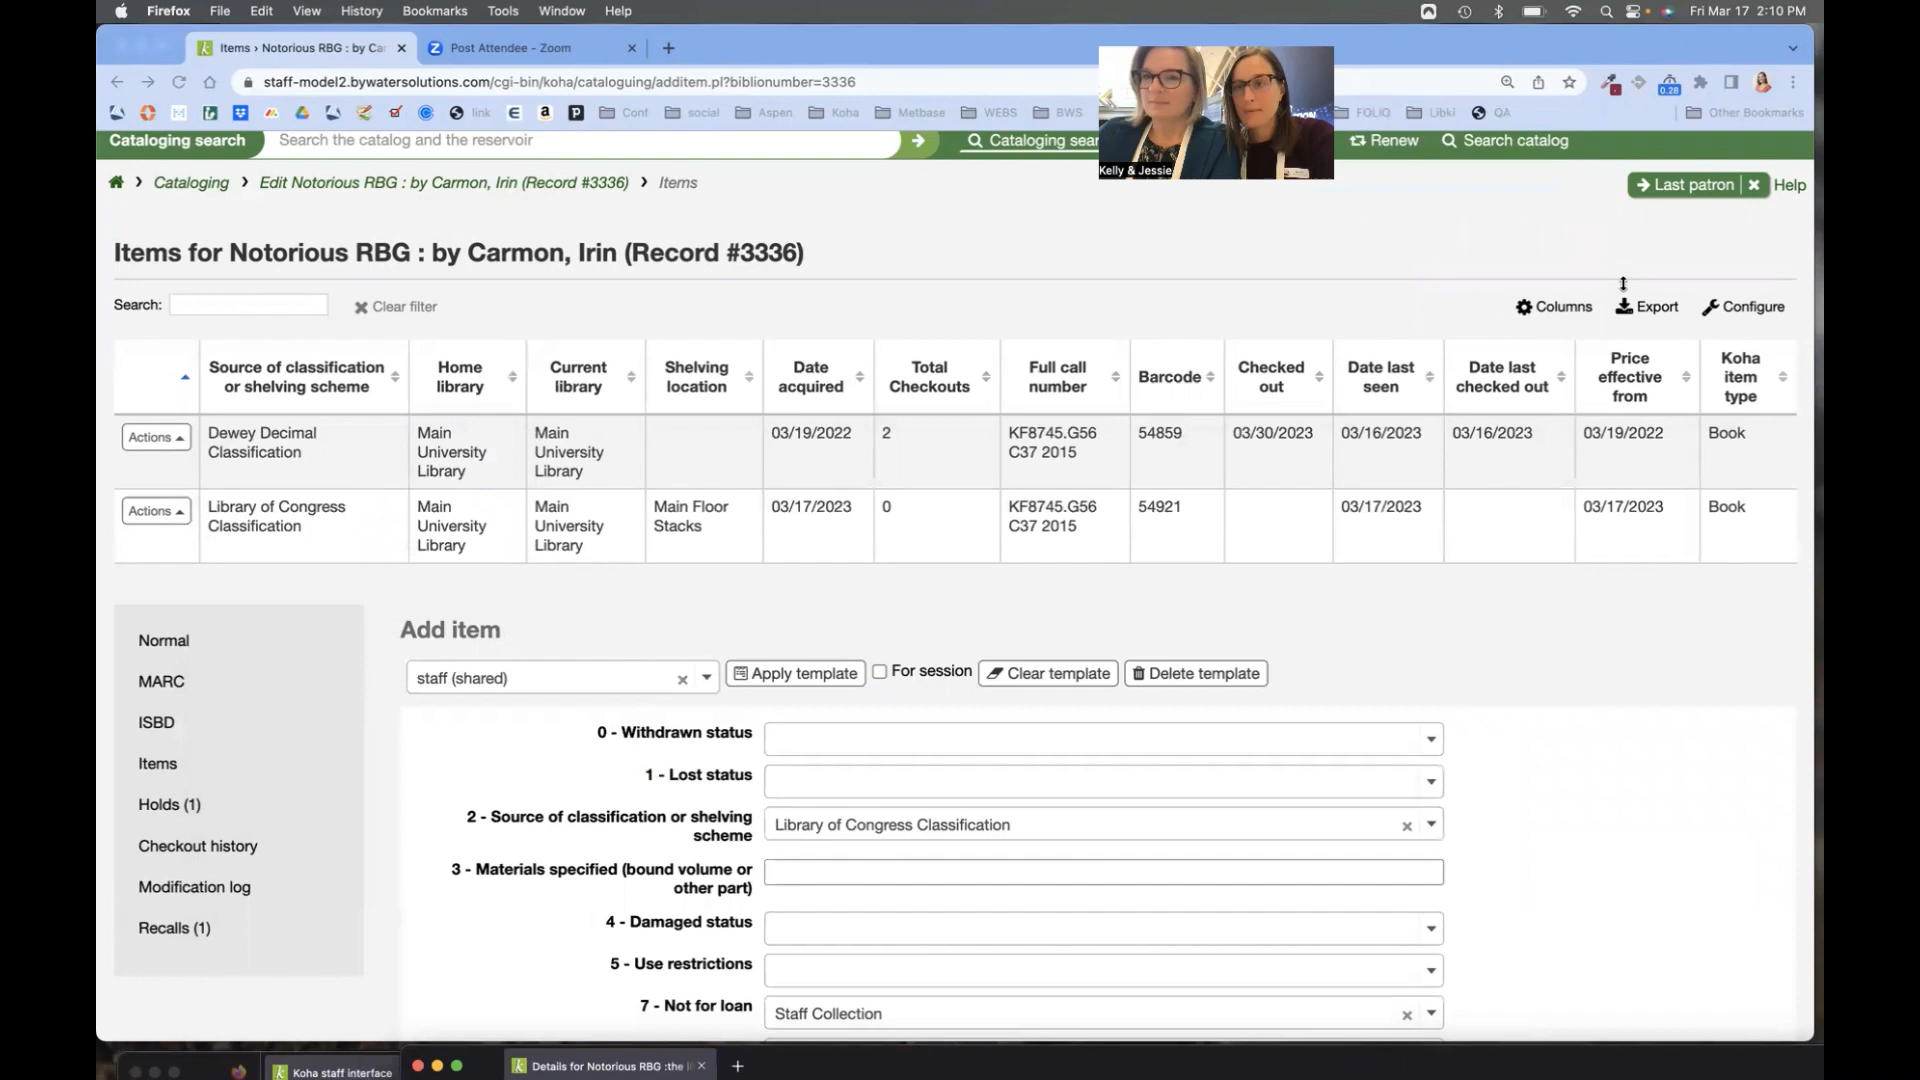 Firefox File Edit View History Bookmarks Tools Window Help Fri Mar 17 2:10 PM
Items › Notorious RBG : by Car Post Attendee - Zoom
staff-model2.bywatersolutions.com/cgi-bin/koha/cataloguing/additem.pl?biblionumber=3336
0.28
link Conf social Aspen Koha Metbase WEBS BWS FOLIO Libki QA Other Bookmarks
Cataloging search Search the catalog and the reservoir Cataloging sear Renew Search catalog
Kelly & Jessie
Cataloging Edit Notorious RBG : by Carmon, Irin (Record #3336) Items
Last patron Help
Items for Notorious RBG : by Carmon, Irin (Record #3336)
Search: Clear filter Columns Export Configure
Source of classification or shelving scheme Home library Current library Shelving location Date acquired Total Checkouts Full call number Barcode Checked out Date last seen Date last checked out Price effective from Koha item type
Actions Dewey Decimal Classification Main University Library Main University Library 03/19/2022 2 KF8745.G56 C37 2015 54859 03/30/2023 03/16/2023 03/16/2023 03/19/2022 Book
Actions Library of Congress Classification Main University Library Main University Library Main Floor Stacks 03/17/2023 0 KF8745.G56 C37 2015 54921 03/17/2023 03/17/2023 Book
Normal
MARC
ISBD
Items
Holds (1)
Checkout history
Modification log
Recalls (1)
Add item
staff (shared) Apply template For session Clear template Delete template
0 - Withdrawn status
1 - Lost status
2 - Source of classification or shelving scheme Library of Congress Classification
3 - Materials specified (bound volume or other part)
4 - Damaged status
5 - Use restrictions
7 - Not for loan Staff Collection
Koha staff interface Details for Notorious RBG :the